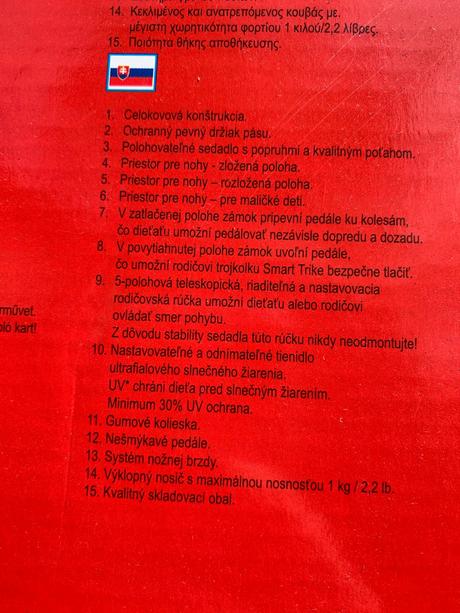 14. Κεκλιμένος και ανατρεπόμενος κουβάς με.
μέγιστη χωρητικότητα φορτίου 1 κιλού/2,2 λίβρες.
15. Ποιότητα θήκης αποθήκευσης.
1. Celokovová konštrukcia.
2. Ochranný pevný držiak pásu.
3. Polohovateľné sedadlo s popruhmi a kvalitným poťahom.
4. Priestor pre nohy - zložená poloha.
5. Priestor pre nohy – rozložená poloha.
6. Priestor pre nohy – pre maličké deti.
7. V zatlačenej polohe zámok pripevní pedále ku kolesám,
čo dieťaťu umožní pedálovať nezávisle dopredu a dozadu.
8. V povytiahnutej polohe zámok uvoľní pedále,
čo umožní rodičovi trojkolku Smart Trike bezpečne tlačiť.
9. 5-polohová teleskopická, riaditeľná a nastavovacia
rodičovská rúčka umožní dieťaťu alebo rodičovi
ovládať smer pohybu.
Z dôvodu stability sedadla túto rúčku nikdy neodmontujte!
rművet.
ió kart!
10. Nastavovateľné a odnímateľné tienidlo
ultrafialového slnečného žiarenia.
UV* chráni dieťa pred slnečným žiarením.
Minimum 30% UV ochrana.
11. Gumové kolieska.
12. Nešmykavé pedále.
13. Systém nožnej brzdy.
14. Výklopný nosič s maximálnou nosnosťou 1 kg / 2,2 lb.
15. Kvalitný skladovací obal.